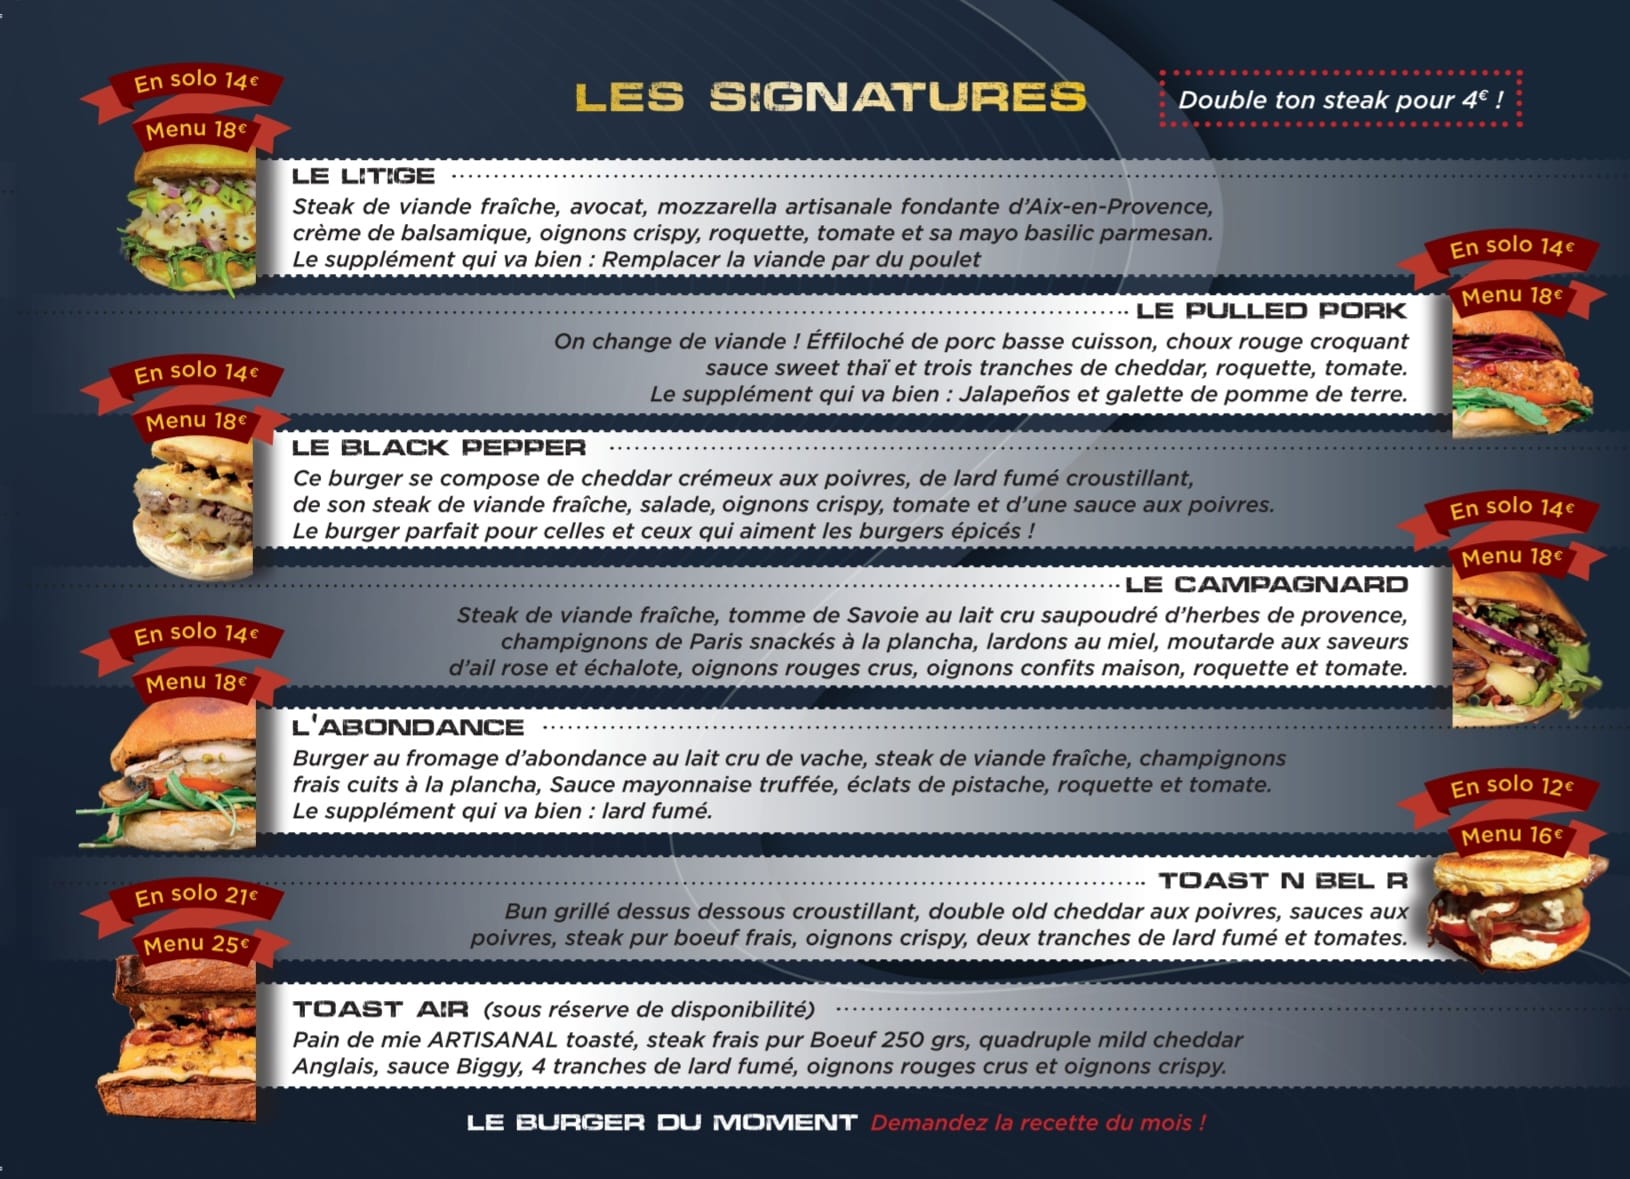 LES SIGNATURES
Double ton steak pour 4€ !
En solo 14€
Menu 18€
LE LITIGE
Steak de viande fraîche, avocat, mozzarella artisanale fondante d'Aix-en-Provence,
crème de balsamique, oignons crispy, roquette, tomate et sa mayo basilic parmesan.
Le supplément qui va bien : Remplacer la viande par du poulet
En solo 14€
Menu 18€
LE PULLED PORK
On change de viande ! Éffiloché de porc basse cuisson, choux rouge croquant
sauce sweet thaï et trois tranches de cheddar, roquette, tomate.
Le supplément qui va bien : Jalapeños et galette de pomme de terre.
En solo 14€
Menu 18€
LE BLACK PEPPER
Ce burger se compose de cheddar crémeux aux poivres, de lard fumé croustillant,
de son steak de viande fraîche, salade, oignons crispy, tomate et d'une sauce aux poivres.
Le burger parfait pour celles et ceux qui aiment les burgers épicés !
En solo 14€
Menu 18€
LE CAMPAGNARD
Steak de viande fraîche, tomme de Savoie au lait cru saupoudré d'herbes de provence,
champignons de Paris snackés à la plancha, lardons au miel, moutarde aux saveurs
d'ail rose et échalote, oignons rouges crus, oignons confits maison, roquette et tomate.
En solo 14€
Menu 18€
L'ABONDANCE
Burger au fromage d'abondance au lait cru de vache, steak de viande fraîche, champignons
frais cuits à la plancha, Sauce mayonnaise truffée, éclats de pistache, roquette et tomate.
Le supplément qui va bien : lard fumé.
En solo 12€
Menu 16€
TOAST N BEL R
Bun grillé dessus dessous croustillant, double old cheddar aux poivres, sauces aux
poivres, steak pur boeuf frais, oignons crispy, deux tranches de lard fumé et tomates.
En solo 21€
Menu 25€
TOAST AIR (sous réserve de disponibilité)
Pain de mie ARTISANAL toasté, steak frais pur Boeuf 250 grs, quadruple mild cheddar
Anglais, sauce Biggy, 4 tranches de lard fumé, oignons rouges crus et oignons crispy.
LE BURGER DU MOMENT Demandez la recette du mois !